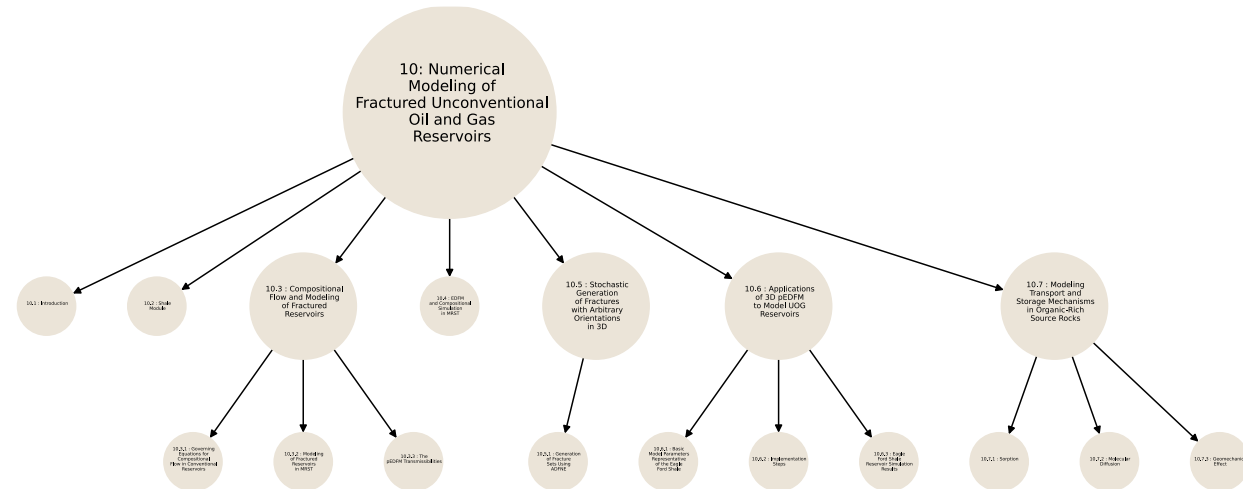 10: Numerical
Modeling of
Fractured Unconventional
Oil and Gas
Reservoirs
10.1 : Introduction
10.2 : Shale
Module
10.3 : Compositional
Flow and Modeling
of Fractured
Reservoirs
10.4 : EDFM
and Compositional
Simulation
in MRST
10.5 : Stochastic
Generation
of Fractures
with Arbitrary
Orientations
in 3D
10.6 : Applications
of 3D pEDFM
to Model UOG
Reservoirs
10.7 : Modeling
Transport and
Storage Mechanisms
in Organic-Rich
Source Rocks
10.3.1 : Governing
Equations for
Compositional
Flow in Conventional
Reservoirs
10.3.2 : Modeling
of Fractured
Reservoirs
in MRST
10.3.3 : The
pEDFM Transmissibilities
10.5.1 : Generation
of Fracture
Sets Using
ADFNE
10.6.1 : Basic
Model Parameters
Representative
of the Eagle
Ford Shale
10.6.2 : Implementation
Steps
10.6.3 : Eagle
Ford Shale
Reservoir Simulation
Results
10.7.1 : Sorption
10.7.2 : Molecular
Diffusion
10.7.3 : Geomechanic
Effect